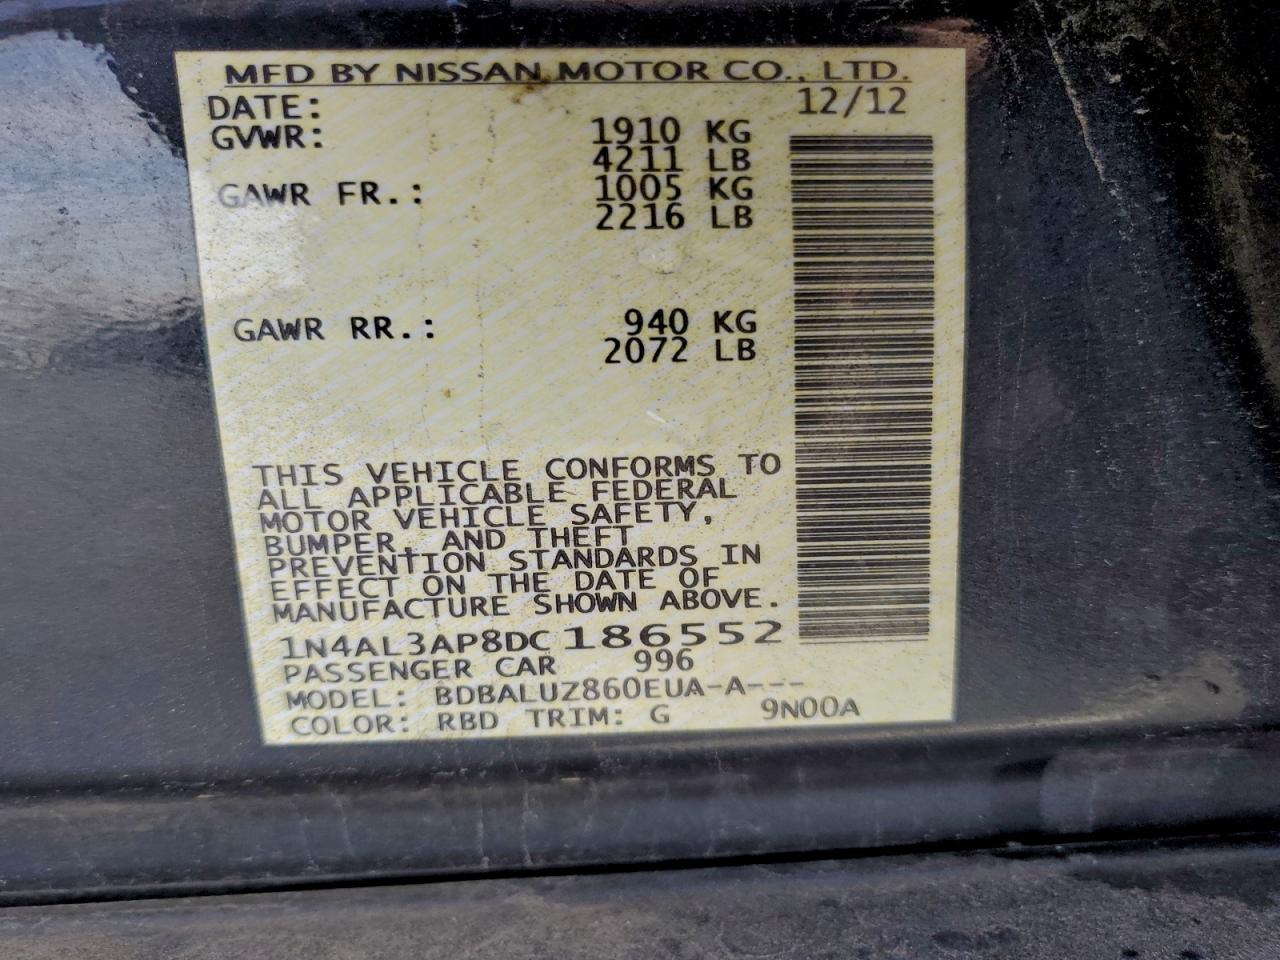 MFD BY NISSAN MOTOR CO., LTD.
DATE: 12/12
GVWR: 1910 KG
4211 LB
GAWR FR.: 1005 KG
2216 LB
GAWR RR.: 940 KG
2072 LB
THIS VEHICLE CONFORMS TO
ALL APPLICABLE FEDERAL
MOTOR VEHICLE SAFETY,
BUMPER, AND THEFT
PREVENTION STANDARDS IN
EFFECT ON THE DATE OF
MANUFACTURE SHOWN ABOVE.
1N4AL3AP8DC186552
PASSENGER CAR 996
MODEL: BDBALUZ860EUA-A---
COLOR: RBD TRIM: G 9N00A